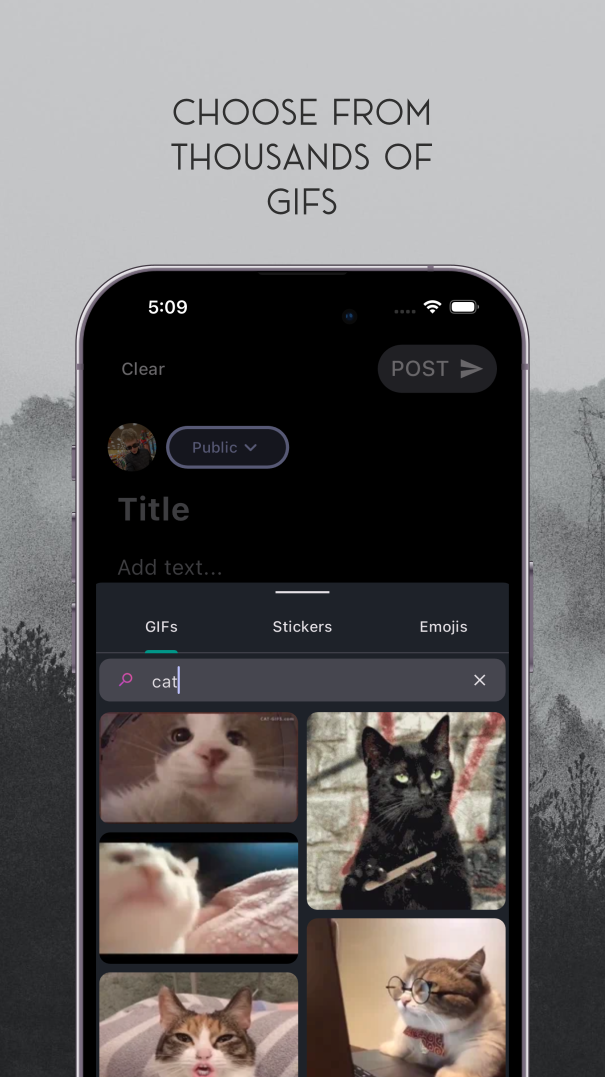 CHOOSE FROM
THOUSANDS OF
GIFS
5:09
Clear
POST
Public
Title
Add text...
GIFs
Stickers
Emojis
cat
CAT-GIFS.com